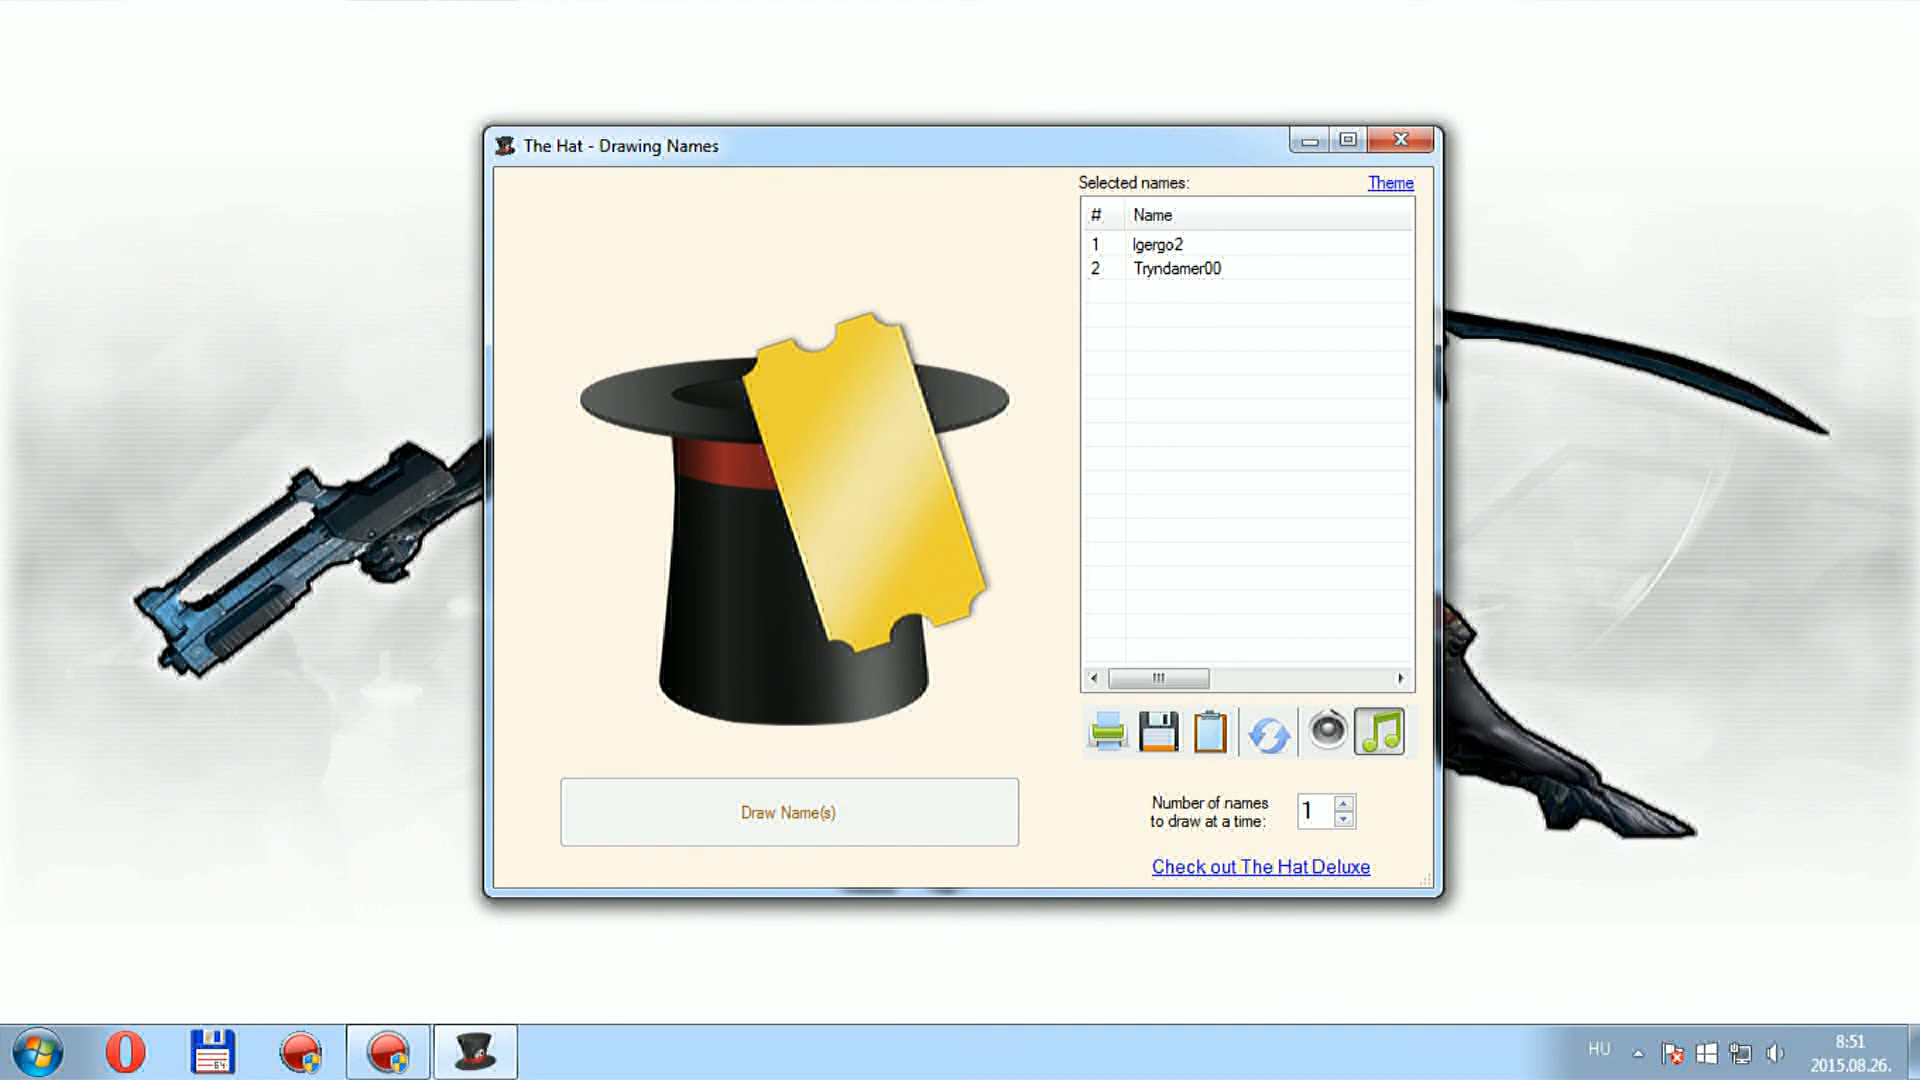 The Hat - Drawing Names
Selected names:
Theme
# Name
1 lgergo2
2 Tryndamer00
Draw Name(s)
Number of names
to draw at a time:
1
Check out The Hat Deluxe
64
HU
8:51
2015.08.26.